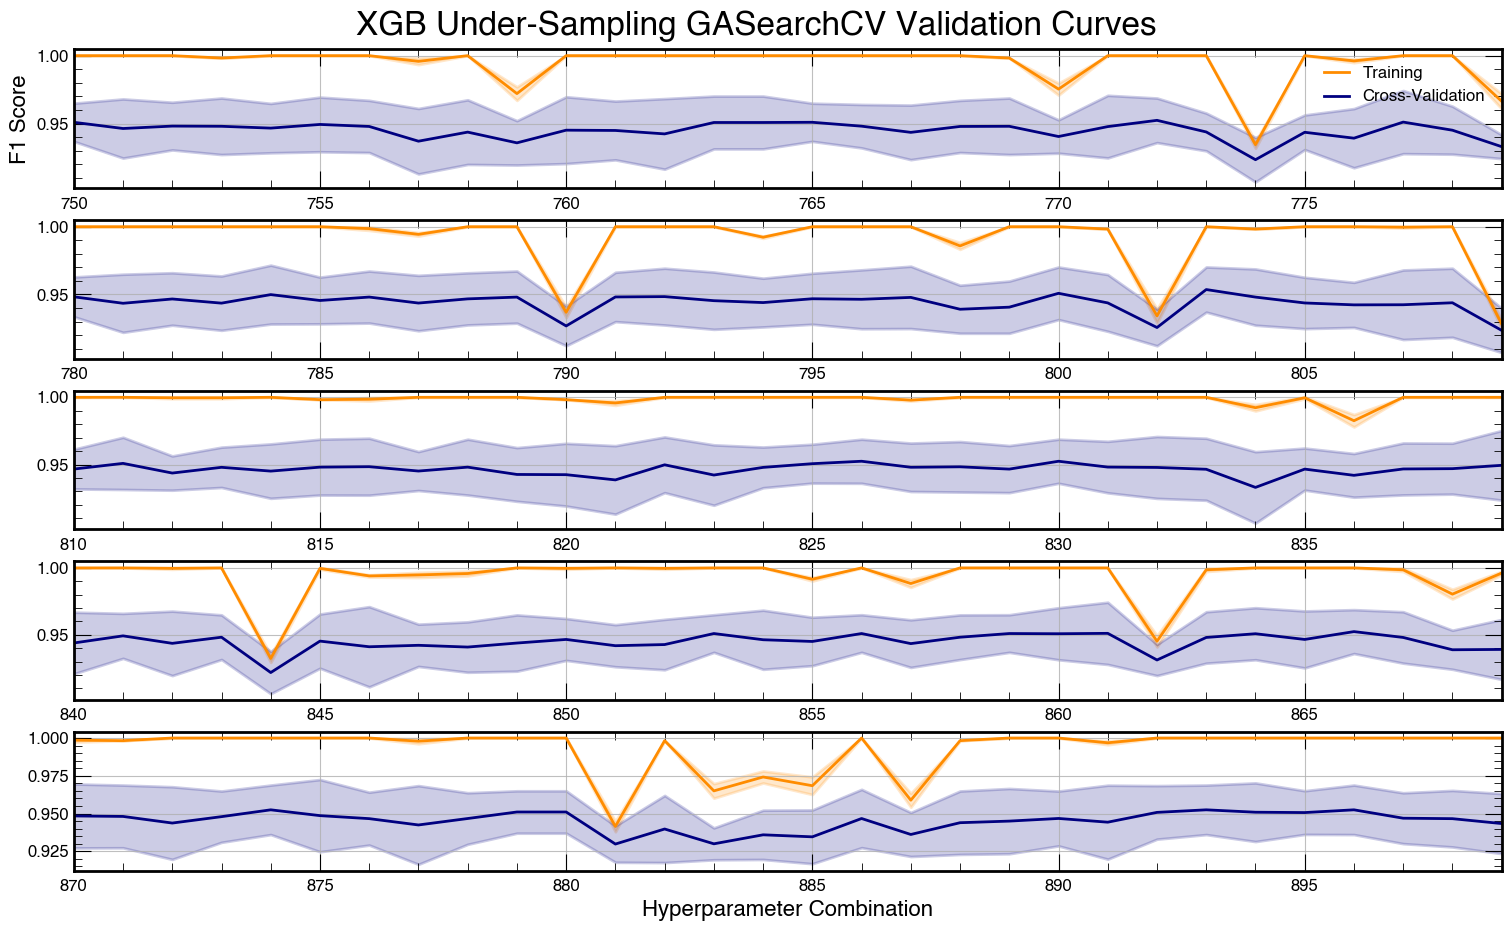 XGB Under-Sampling GASearchCV Validation Curves
F1 Score
1.00
0.95
Training
Cross-Validation
750 755 760 765 770 775
1.00
0.95
780 785 790 795 800 805
1.00
0.95
810 815 820 825 830 835
1.00
0.95
840 845 850 855 860 865
1.000
0.975
0.950
0.925
870 875 880 885 890 895
Hyperparameter Combination